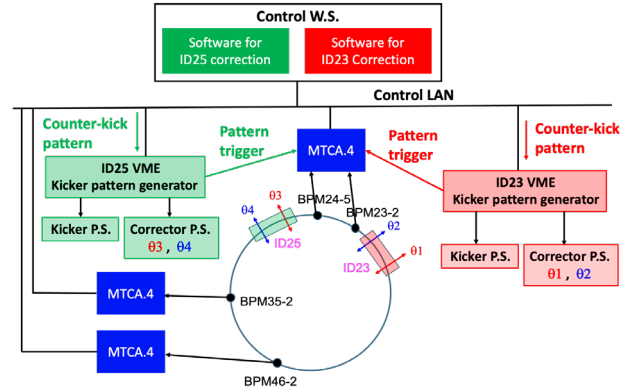 Control W.S.
Software for
ID25 correction
Software for
ID23 Correction
Control LAN
Counter-kick
pattern
Pattern
trigger
MTCA.4
Pattern
trigger
Counter-kick
pattern
ID25 VME
Kicker pattern generator
ID23 VME
Kicker pattern generator
Kicker P.S.
Corrector P.S.
θ3 , θ4
BPM24-5
BPM23-2
θ4
θ3
ID25
θ2
θ1
ID23
Kicker P.S.
Corrector P.S.
θ1 , θ2
MTCA.4
BPM35-2
MTCA.4
BPM46-2